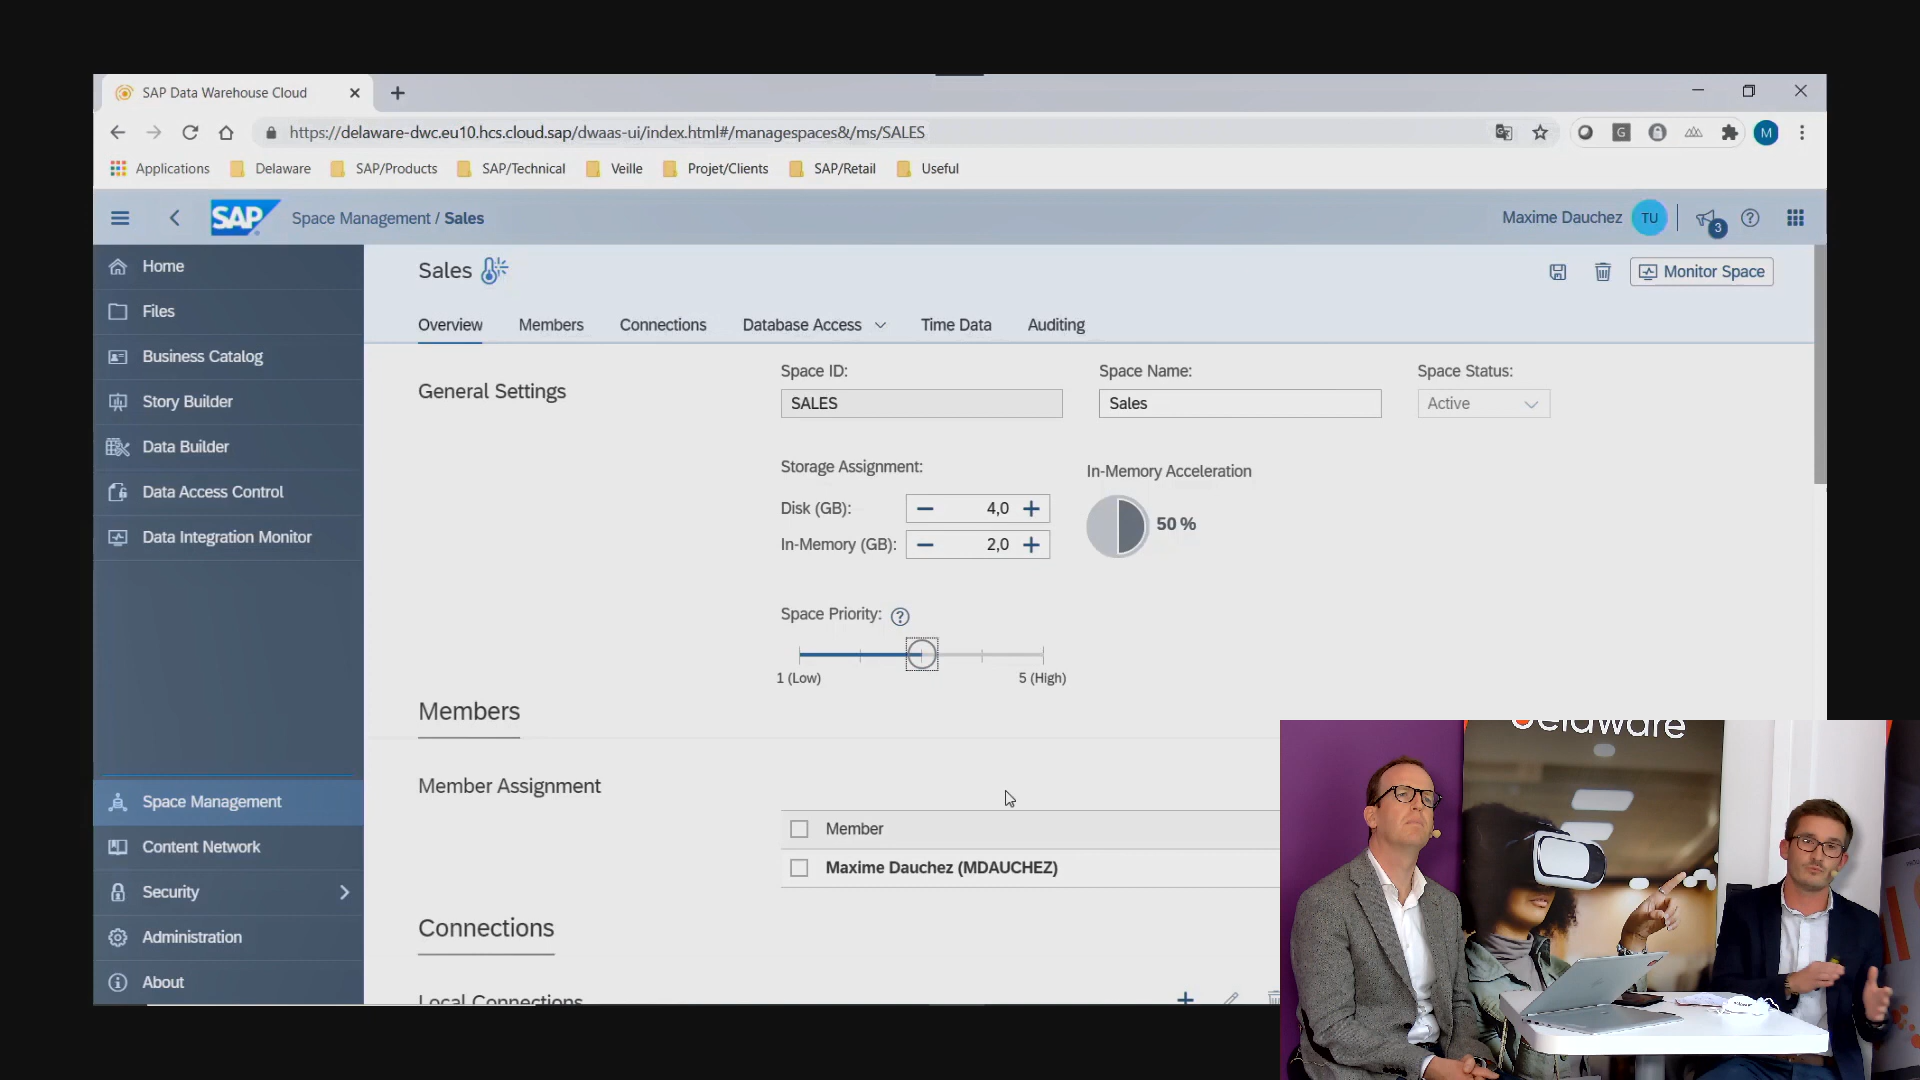 SAP Data Warehouse Cloud
https://delaware-dwc.eu10.hcs.cloud.sap/dwaas-ui/index.html#/managespaces&/ms/SALES
G
M
Applications
Delaware
SAP/Products
SAP/Technical
Veille
Projet/Clients
SAP/Retail
Useful
SAP
Space Management / Sales
Maxime Dauchez
TU
3
Home
Files
Business Catalog
Story Builder
Data Builder
Data Access Control
Data Integration Monitor
Space Management
Content Network
Security
Administration
About
Sales
Monitor Space
Overview
Members
Connections
Database Access
Time Data
Auditing
General Settings
Space ID:
SALES
Space Name:
Sales
Space Status:
Active
Storage Assignment:
Disk (GB):
4,0
In-Memory (GB):
2,0
In-Memory Acceleration
50 %
Space Priority:
1 (Low)
5 (High)
Members
Member Assignment
Member
Maxime Dauchez (MDAUCHEZ)
Connections
Local Connections
delaware